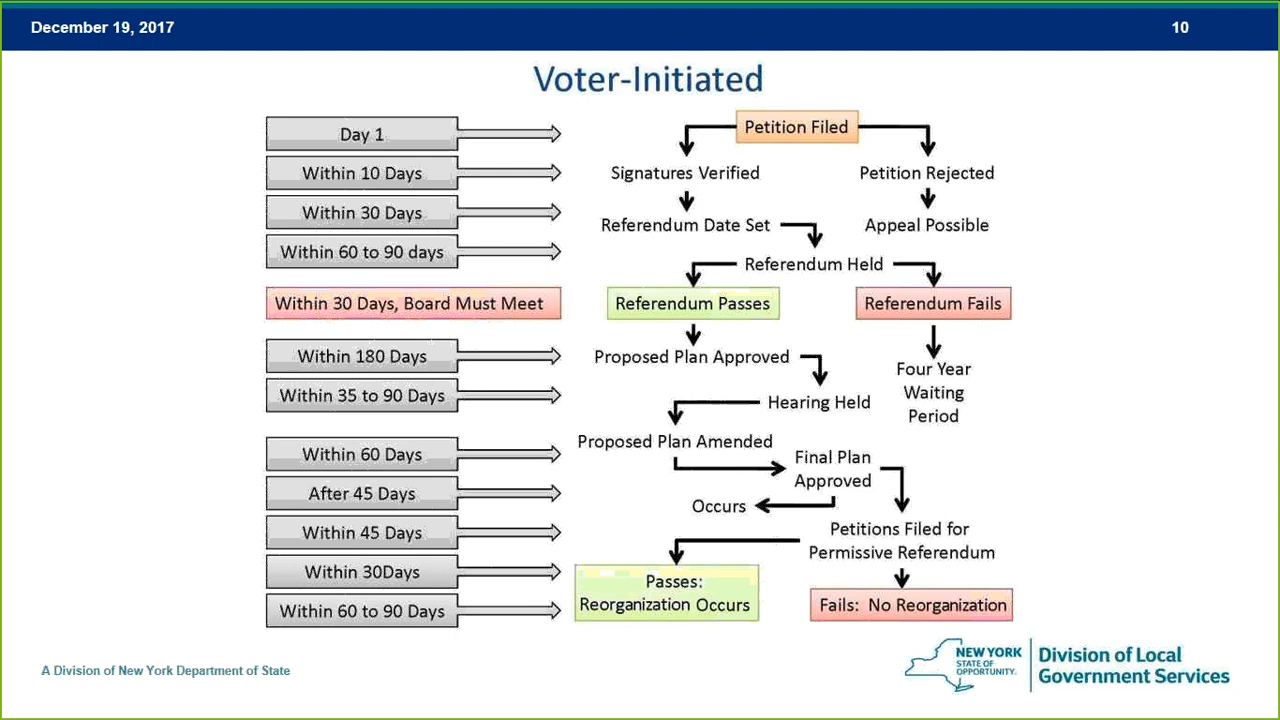 December 19, 2017
10
Voter-Initiated
Day 1
Petition Filed
Within 10 Days
Signatures Verified
Petition Rejected
Within 30 Days
Referendum Date Set
Appeal Possible
Within 60 to 90 days
Referendum Held
Within 30 Days, Board Must Meet
Referendum Passes
Referendum Fails
Within 180 Days
Proposed Plan Approved
Four Year
Waiting
Period
Within 35 to 90 Days
Hearing Held
Within 60 Days
Proposed Plan Amended
Final Plan
Approved
After 45 Days
Occurs
Within 45 Days
Petitions Filed for
Permissive Referendum
Within 30Days
Within 60 to 90 Days
Passes:
Reorganization Occurs
Fails: No Reorganization
A Division of New York Department of State
NEW YORK
STATE OF
OPPORTUNITY.
Division of Local
Government Services